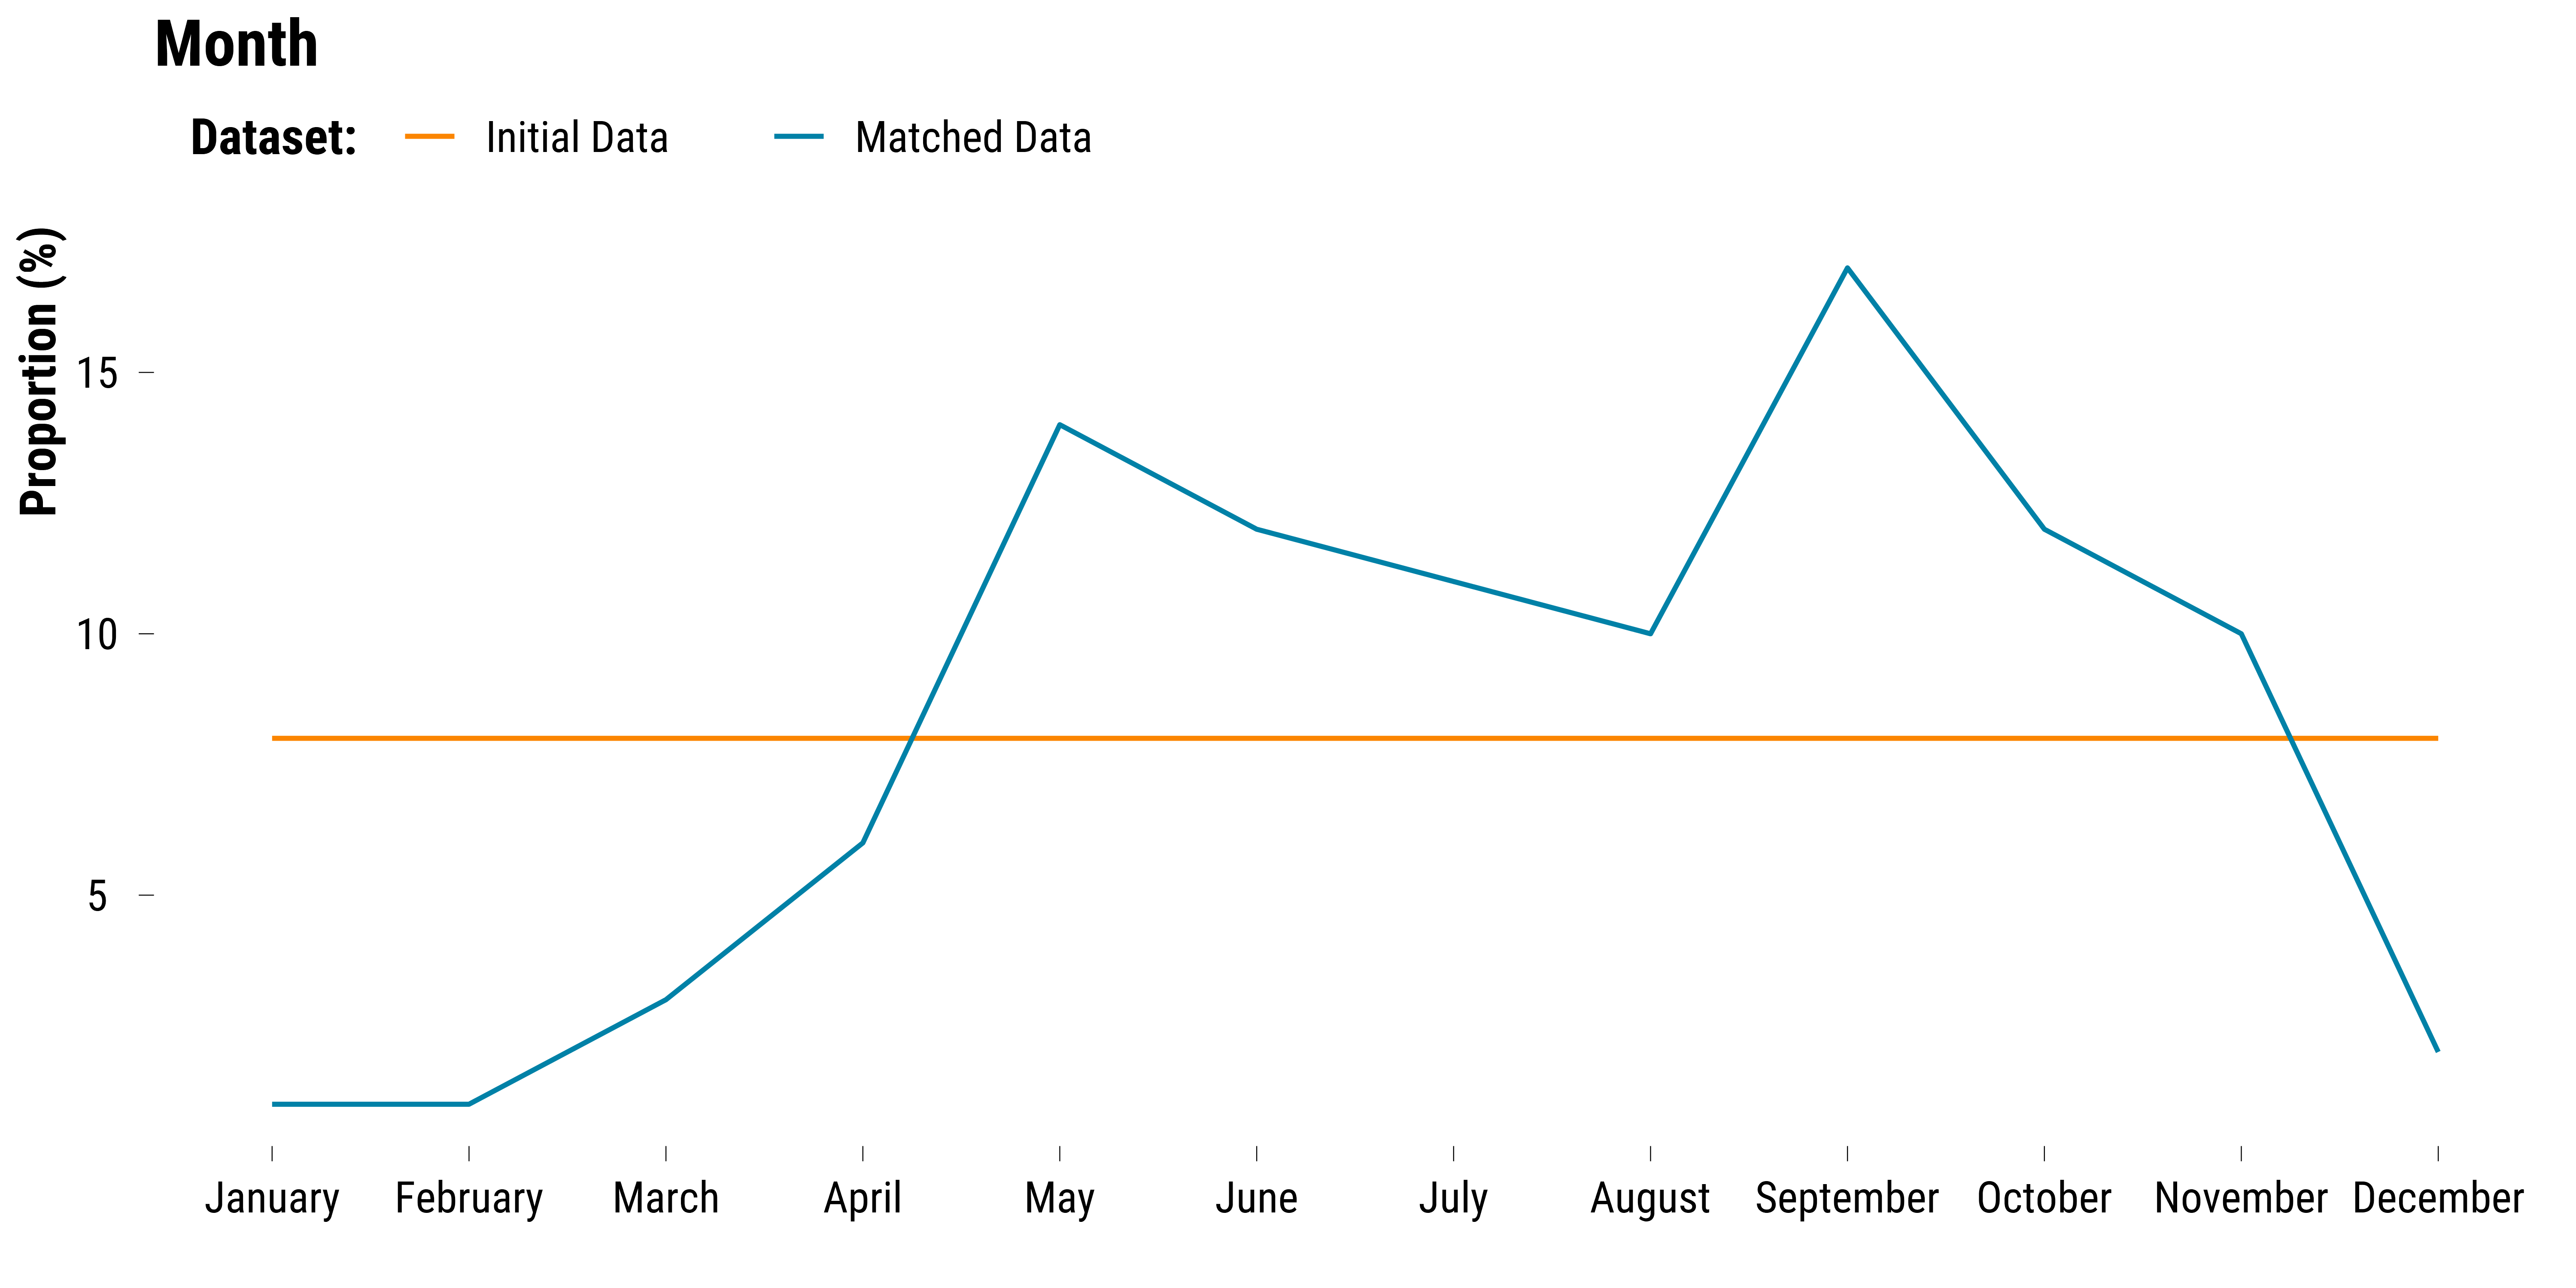 Month
Dataset: Initial Data Matched Data
Proportion (%)
15
10
5
January February March April May June July August September October November December